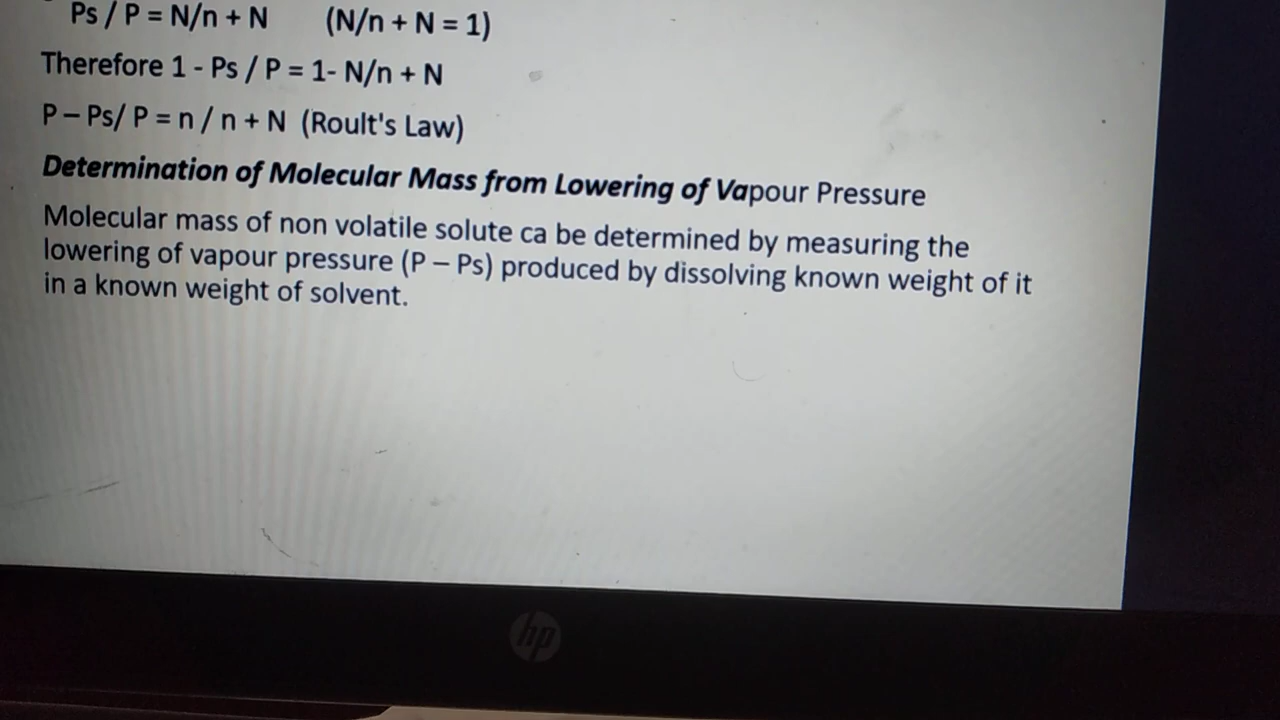 Ps / P = N/n + N (N/n + N = 1)
Therefore 1 - Ps / P = 1- N/n + N
P – Ps/ P = n / n + N (Roult's Law)
Determination of Molecular Mass from Lowering of Vapour Pressure
Molecular mass of non volatile solute ca be determined by measuring the
lowering of vapour pressure (P – Ps) produced by dissolving known weight of it
in a known weight of solvent.
hp